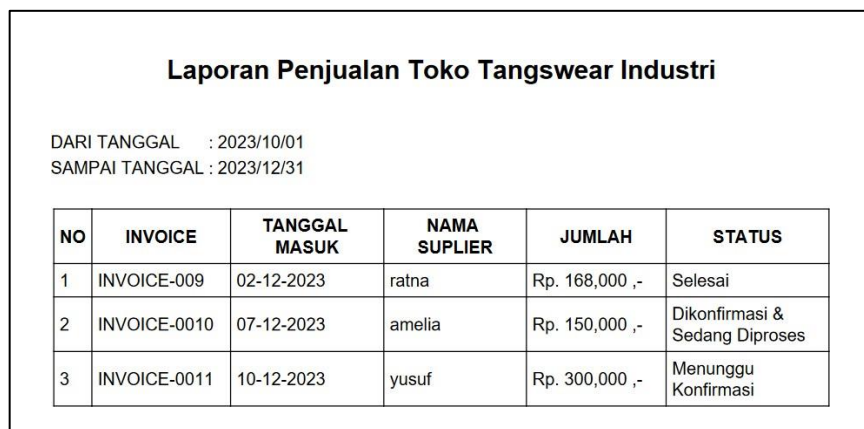 Laporan Penjualan Toko Tangswear Industri
DARI TANGGAL : 2023/10/01
SAMPAI TANGGAL : 2023/12/31
NO INVOICE TANGGAL MASUK NAMA SUPLIER JUMLAH STATUS
1 INVOICE-009 02-12-2023 ratna Rp. 168,000 ,- Selesai
2 INVOICE-0010 07-12-2023 amelia Rp. 150,000 ,- Dikonfirmasi & Sedang Diproses
3 INVOICE-0011 10-12-2023 yusuf Rp. 300,000 ,- Menunggu Konfirmasi